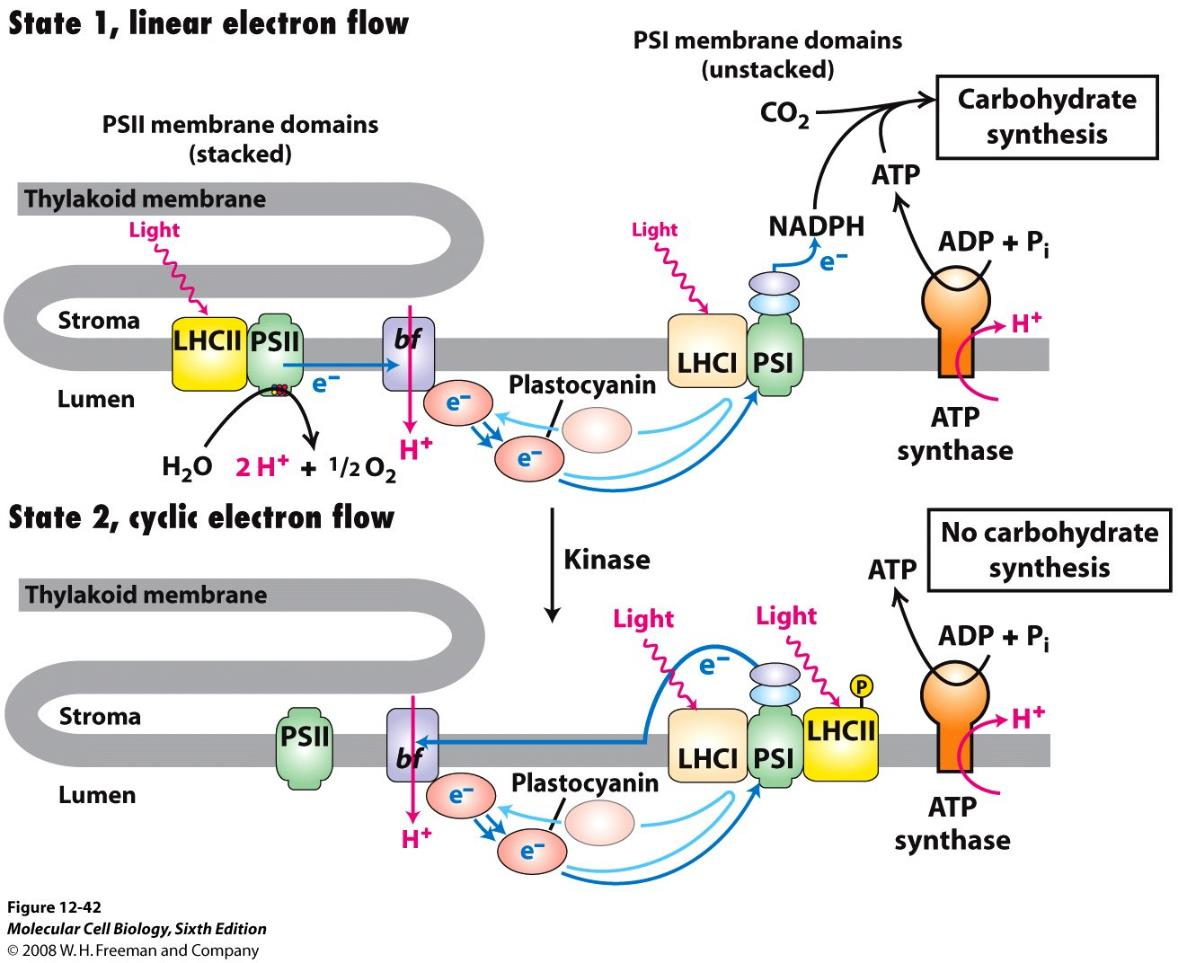 State 1, linear electron flow
PSI membrane domains
(unstacked)
CO2
Carbohydrate
synthesis
PSII membrane domains
(stacked)
ATP
Thylakoid membrane
Light
Light
NADPH
e–
ADP + Pi
Stroma
LHCII
PSII
bf
H+
LHCI
PSI
e–
Lumen
Plastocyanin
e–
ATP
synthase
H2O
2 H+ + 1/2 O2
H+
e–
State 2, cyclic electron flow
No carbohydrate
synthesis
Kinase
ATP
Thylakoid membrane
Light
Light
ADP + Pi
e–
P
Stroma
PSII
bf
LHCI
PSI
LHCII
H+
Lumen
Plastocyanin
e–
ATP
synthase
H+
e–
Figure 12-42
Molecular Cell Biology, Sixth Edition
© 2008 W. H. Freeman and Company